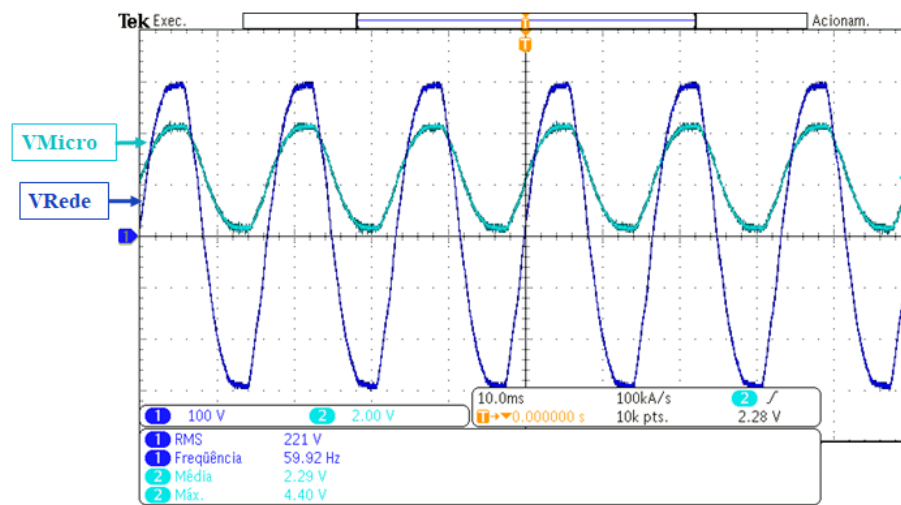 Tek Exec. T Acionam.
T
VMicro
VRede
1
1 100 V 2 2.00 V
10.0ms 100kA/s 2
T→▼0.000000 s 10k pts. 2.28 V
1 RMS 221 V
1 Freqüência 59.92 Hz
2 Média 2.29 V
2 Máx. 4.40 V